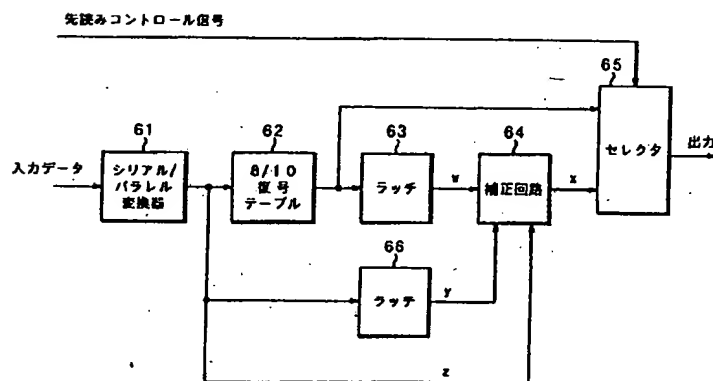 先読みコントロール信号
65
61
62
63
64
セレクタ
出力
入力データ
シリアル/
パラレル
変換器
8/10
復号
テーブル
ラッチ
w
補正回路
x
66
ラッチ
y
z